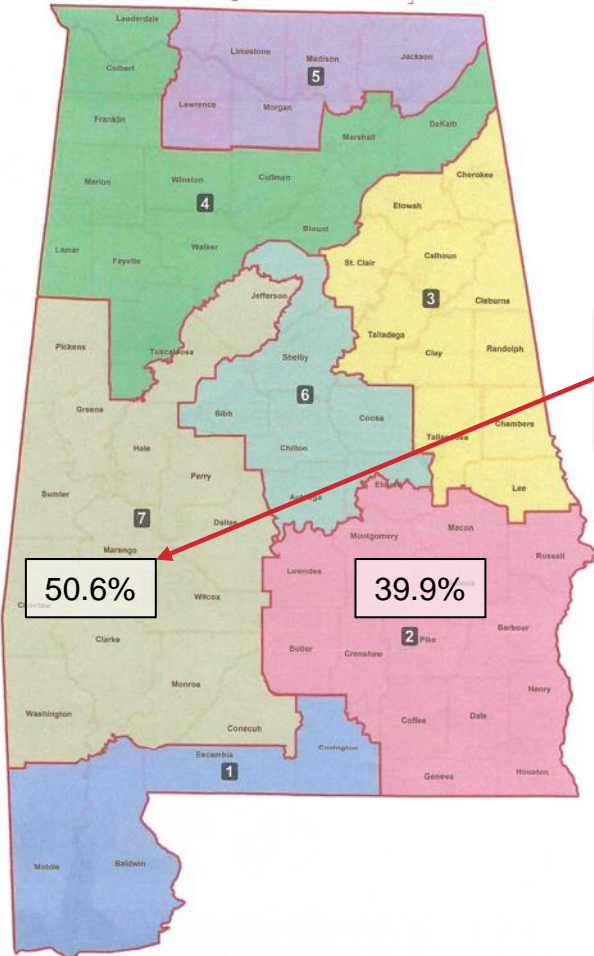 Lauderdale
Limestone
Madison
Jackson
Colbert
5
Lawrence
Morgan
Franklin
DeKalb
Marshall
Cherokee
Marion
Winston
Cullman
4
Etowah
Blount
Lamar
Fayette
Walker
St. Clair
Calhoun
Jefferson
3
Cleburne
Talladega
Pickens
Tuscaloosa
Shelby
Clay
Randolph
6
Greene
Bibb
Coosa
Chambers
Hale
Chilton
Tallapoosa
Perry
Sumter
Autauga
Elmore
Lee
7
Dallas
Macon
Montgomery
Marengo
Russell
Lowndes
50.6%
39.9%
Choctaw
Wilcox
Barbour
2
Pike
Clarke
Butler
Crenshaw
Monroe
Henry
Washington
Coffee
Dale
Conecuh
Covington
Escambia
1
Geneva
Houston
Mobile
Baldwin